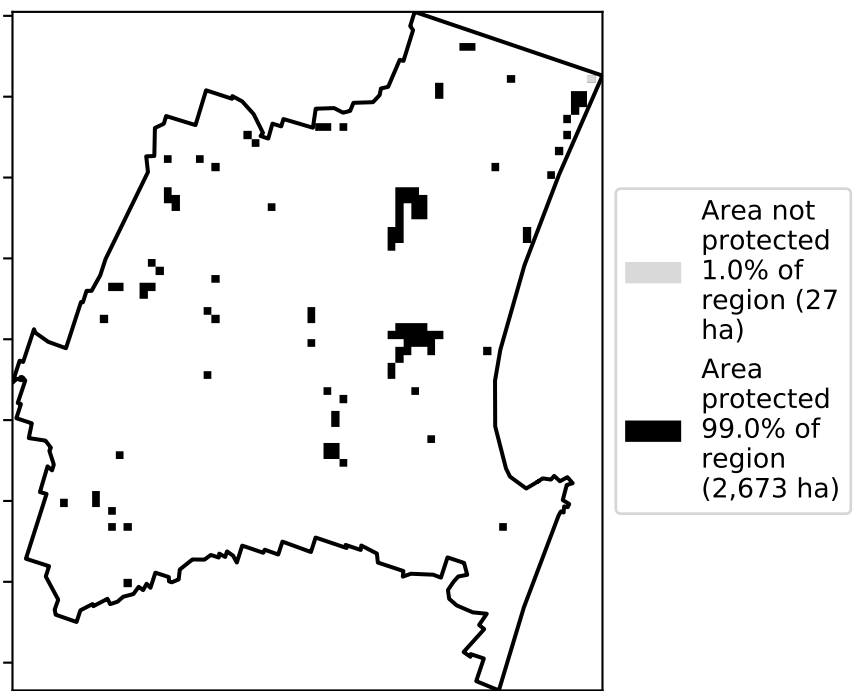 Area not
protected
1.0% of
region (27
ha)
Area
protected
99.0% of
region
(2,673 ha)